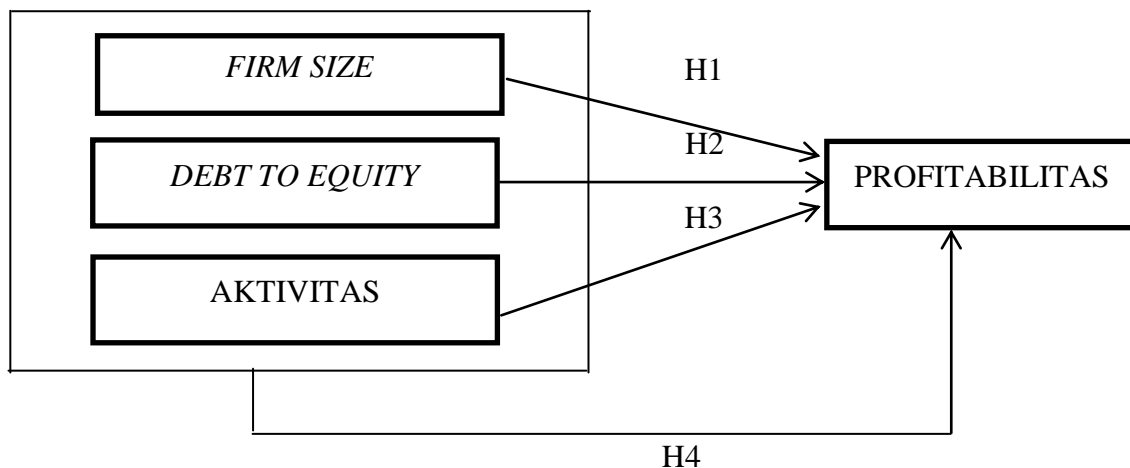 FIRM SIZE
H1
H2
DEBT TO EQUITY
PROFITABILITAS
H3
AKTIVITAS
H4